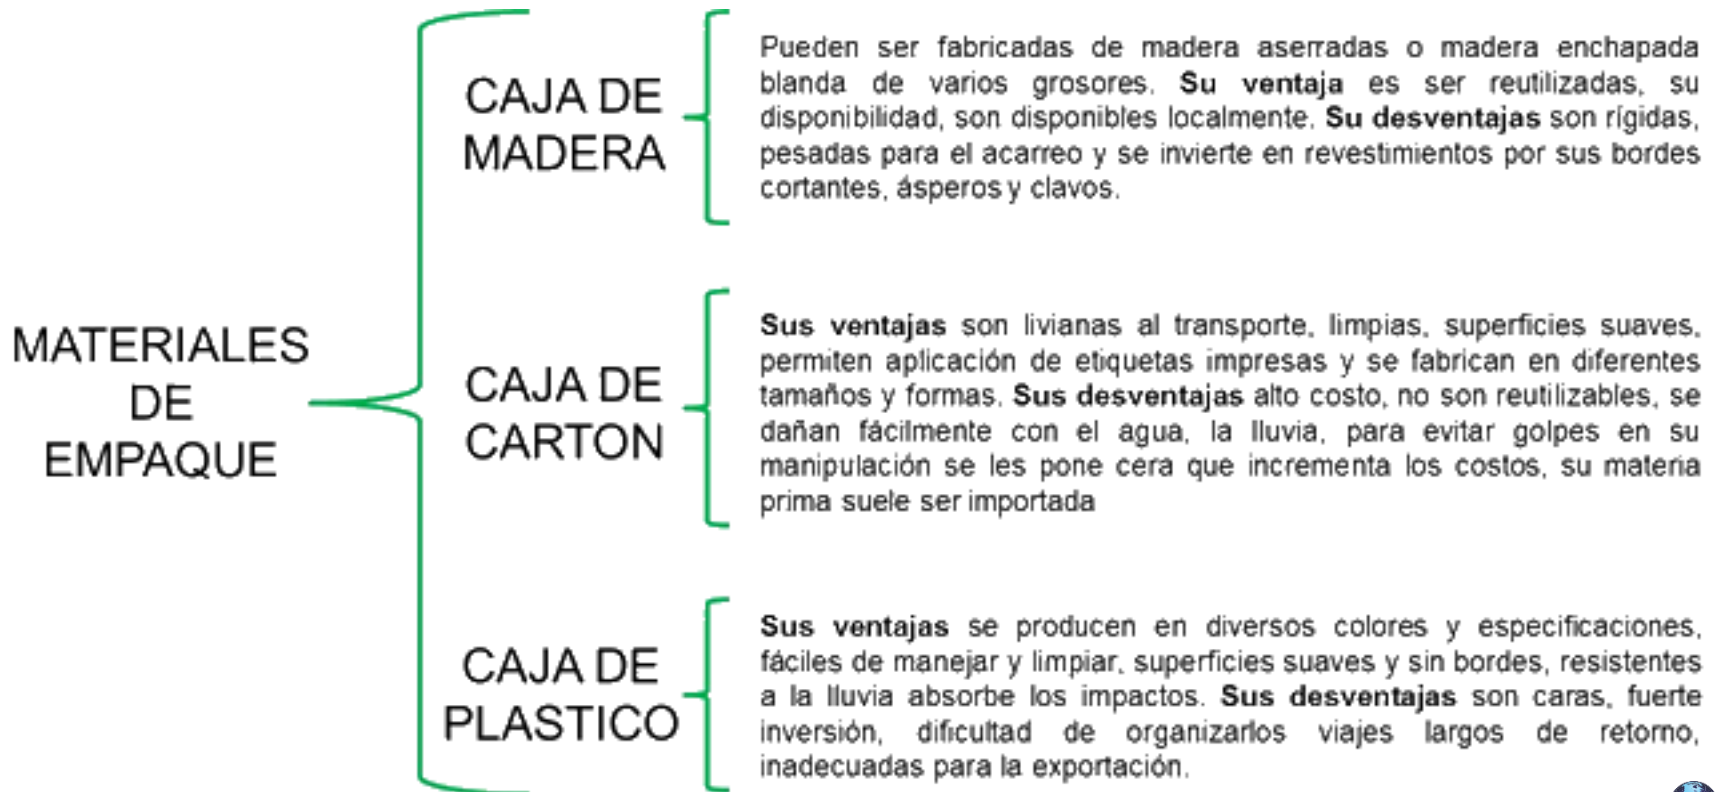 MATERIALES
DE
EMPAQUE
CAJA DE
MADERA
Pueden ser fabricadas de madera aserradas o madera enchapada
blanda de varios grosores. Su ventaja es ser reutilizadas, su
disponibilidad, son disponibles localmente. Su desventajas son rígidas,
pesadas para el acarreo y se invierte en revestimientos por sus bordes
cortantes, ásperos y clavos.
CAJA DE
CARTON
Sus ventajas son livianas al transporte, limpias, superficies suaves,
permiten aplicación de etiquetas impresas y se fabrican en diferentes
tamaños y formas. Sus desventajas alto costo, no son reutilizables, se
dañan fácilmente con el agua, la lluvia, para evitar golpes en su
manipulación se les pone cera que incrementa los costos, su materia
prima suele ser importada
CAJA DE
PLASTICO
Sus ventajas se producen en diversos colores y especificaciones,
fáciles de manejar y limpiar, superficies suaves y sin bordes, resistentes
a la lluvia absorbe los impactos. Sus desventajas son caras, fuerte
inversión, dificultad de organizarlos viajes largos de retorno,
inadecuadas para la exportación.